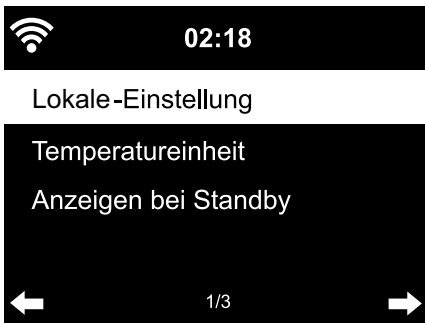 02:18
Lokale-Einstellung
Temperatureinheit
Anzeigen bei Standby
1/3